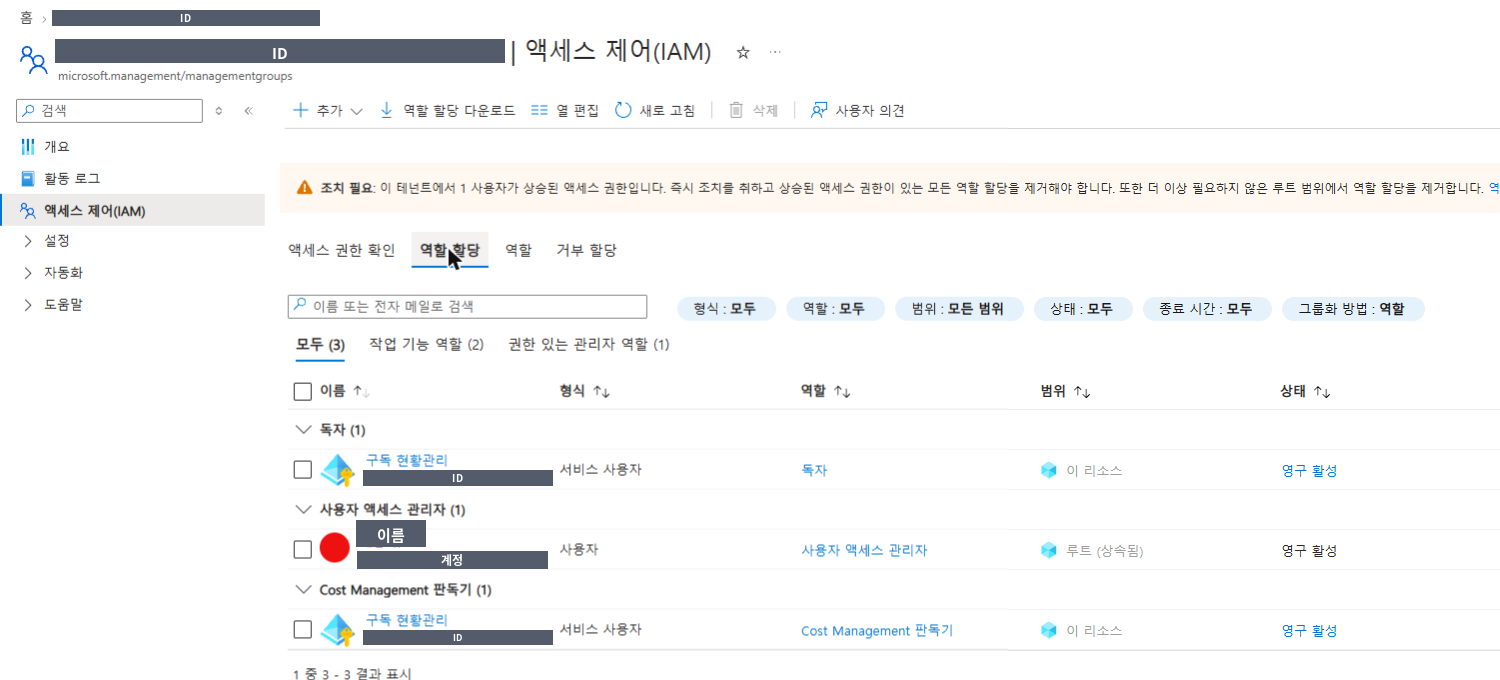 홈 > ID
ID | 액세스 제어(IAM) ☆ ···
microsoft.management/managementgroups
검색
추가 역할 할당 다운로드 열 편집 새로 고침 삭제 사용자 의견
개요
활동 로그
액세스 제어(IAM)
설정
자동화
도움말
조치 필요: 이 테넌트에서 1 사용자가 상승된 액세스 권한입니다. 즉시 조치를 취하고 상승된 액세스 권한이 있는 모든 역할 할당을 제거해야 합니다. 또한 더 이상 필요하지 않은 루트 범위에서 역할 할당을 제거합니다. 역
액세스 권한 확인 역할 할당 역할 거부 할당
이름 또는 전자 메일로 검색 형식 : 모두 역할 : 모두 범위 : 모든 범위 상태 : 모두 종료 시간 : 모두 그룹화 방법 : 역할
모두 (3) 작업 기능 역할 (2) 권한 있는 관리자 역할 (1)
이름 ↑↓ 형식 ↑↓ 역할 ↑↓ 범위 ↑↓ 상태 ↑↓
독자 (1)
구독 현황관리
ID
서비스 사용자 독자 이 리소스 영구 활성
사용자 액세스 관리자 (1)
이름
계정
사용자 사용자 액세스 관리자 루트 (상속됨) 영구 활성
Cost Management 판독기 (1)
구독 현황관리
ID
서비스 사용자 Cost Management 판독기 이 리소스 영구 활성
1 중 3 - 3 결과 표시